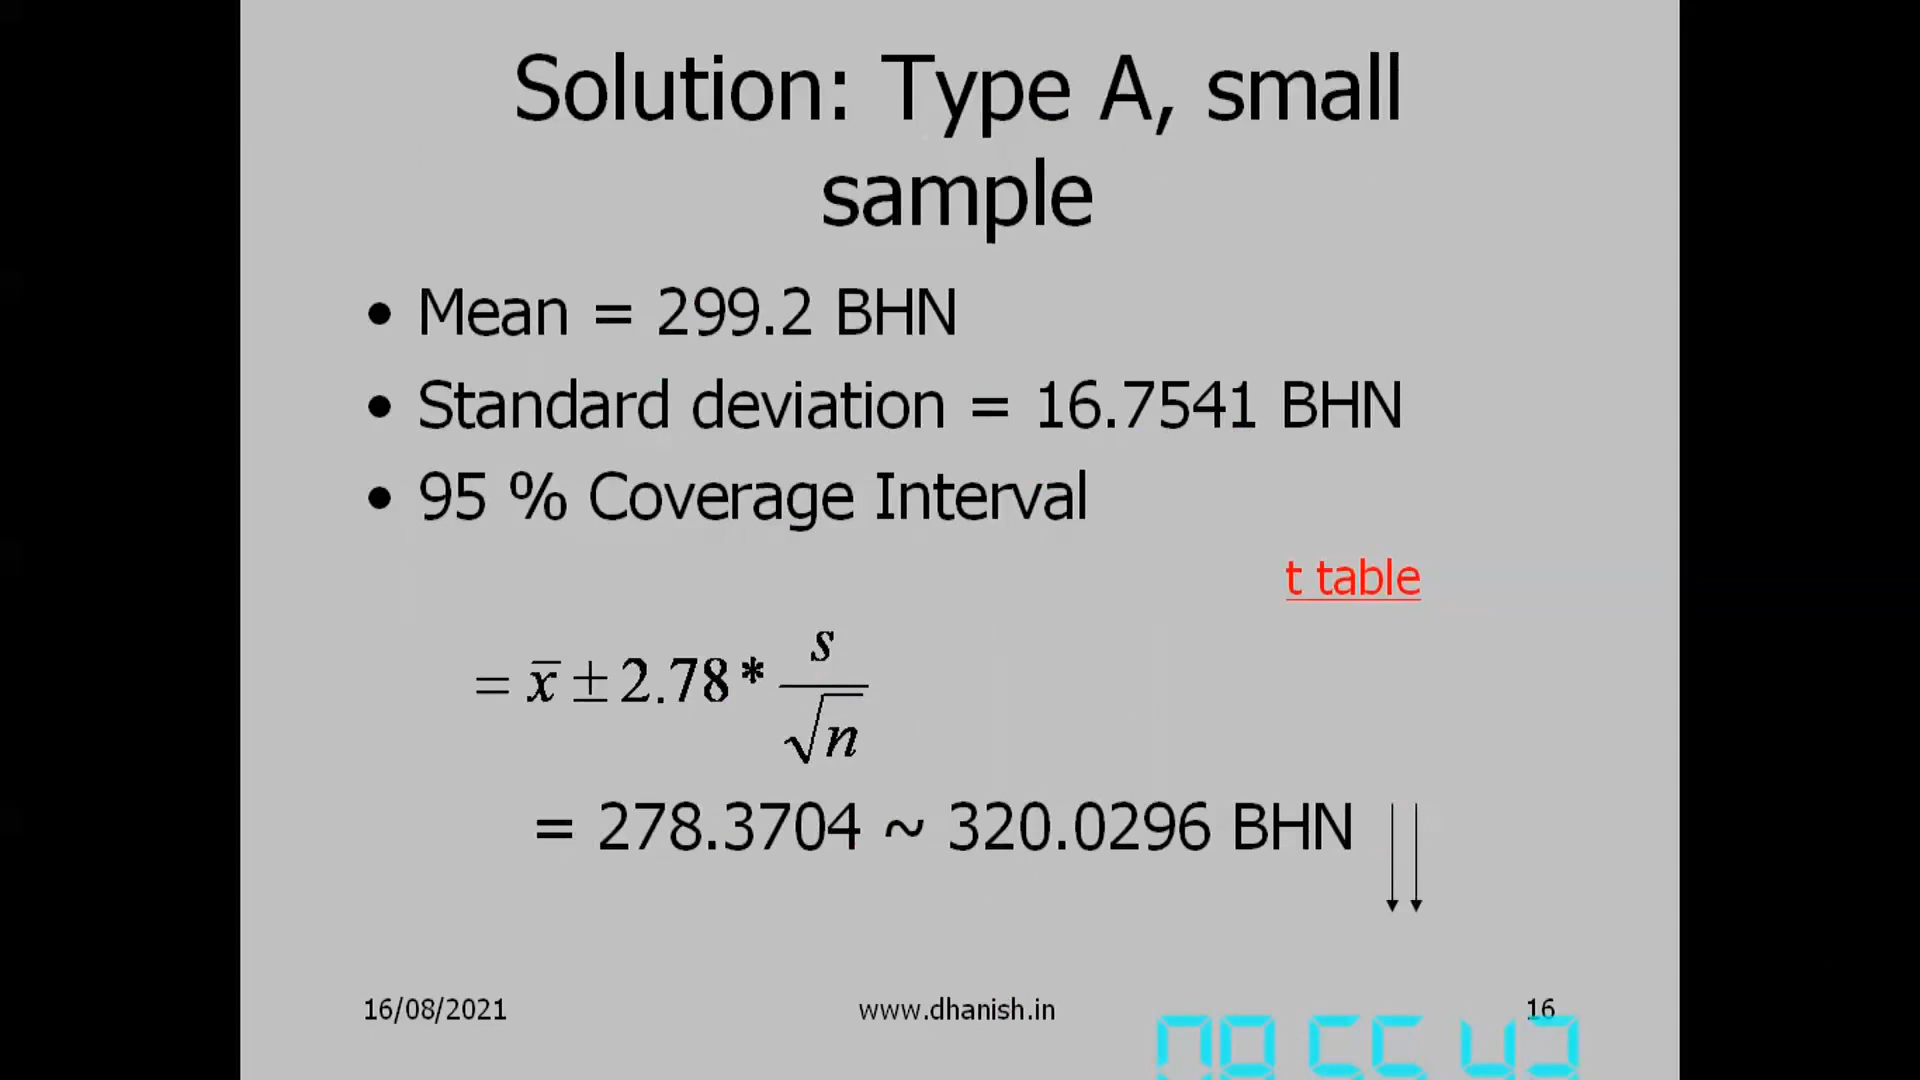 Solution: Type A, small
sample
• Mean = 299.2 BHN
• Standard deviation = 16.7541 BHN
• 95 % Coverage Interval
t table
= x̅ ± 2.78 * s / √n
= 278.3704 ~ 320.0296 BHN
16/08/2021 www.dhanish.in 16